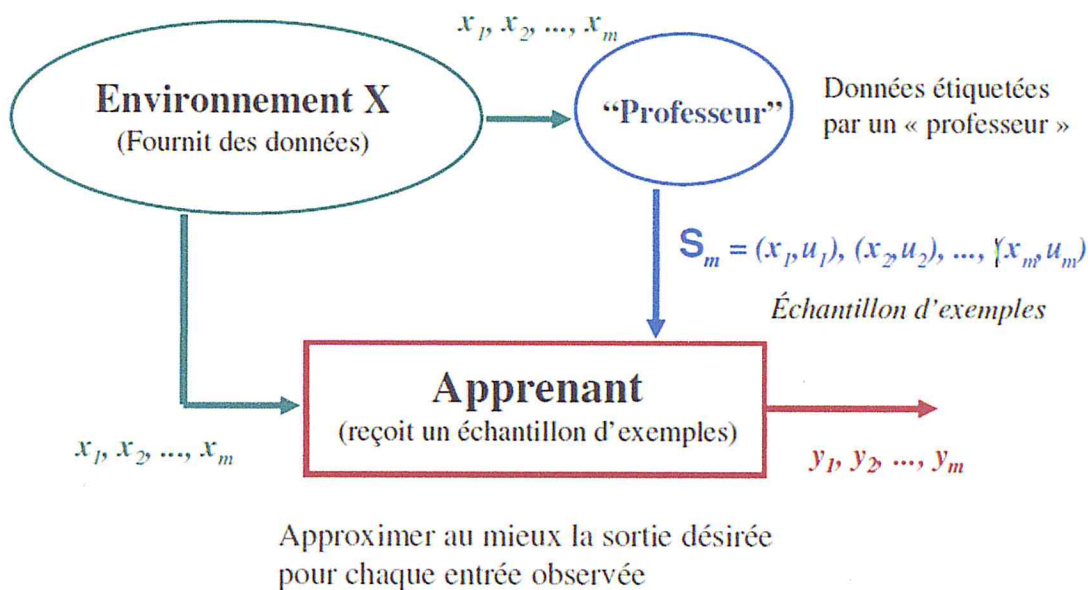 x1, x2, ..., xm
Environnement X
(Fournit des données)
“Professeur”
Données étiquetées
par un « professeur »
Sm = (x1,u1), (x2,u2), ..., (xm,um)
Échantillon d’exemples
Apprenant
(reçoit un échantillon d’exemples)
x1, x2, ..., xm
y1, y2, ..., ym
Approximer au mieux la sortie désirée
pour chaque entrée observée